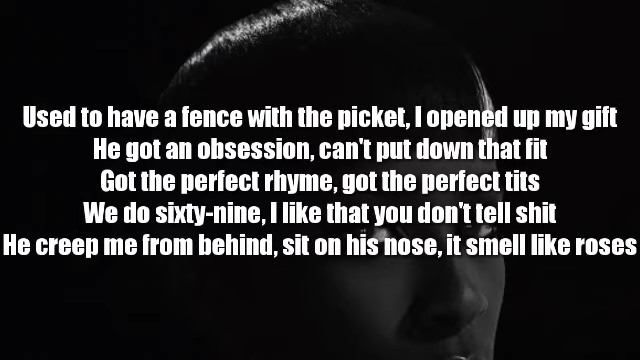 Used to have a fence with the picket, I opened up my gift
He got an obsession, can't put down that fit
Got the perfect rhyme, got the perfect tits
We do sixty-nine, I like that you don't tell shit
He creep me from behind, sit on his nose, it smell like roses